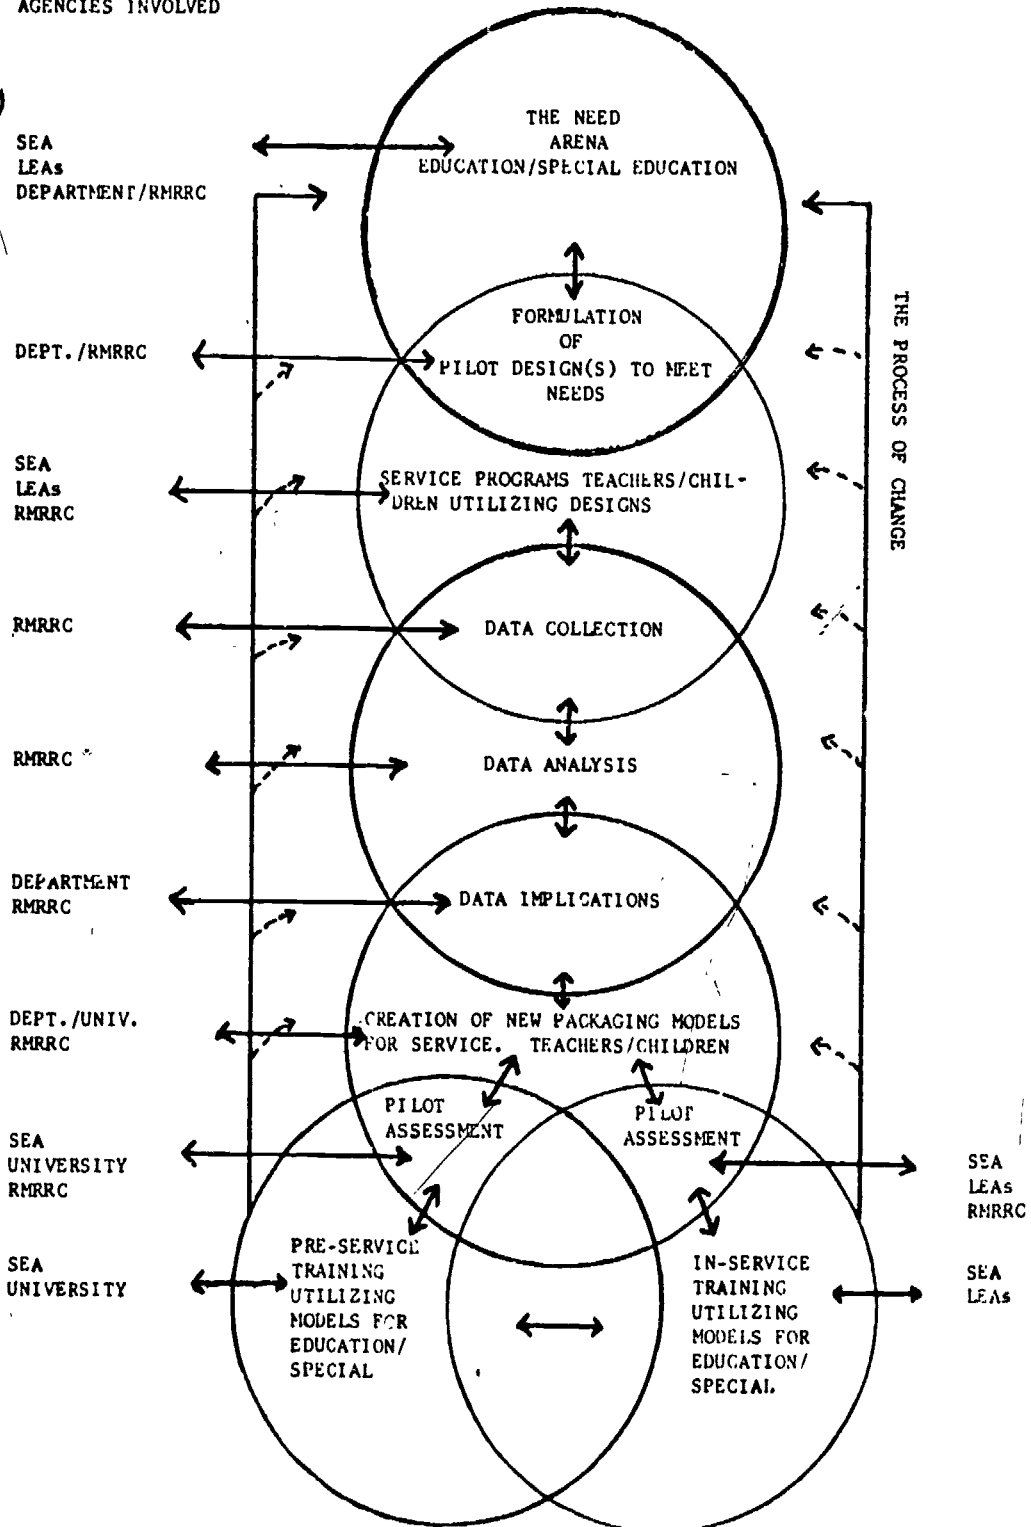 AGENCIES INVOLVED
THE NEED
ARENA
EDUCATION/SPECIAL EDUCATION
SEA
LEAs
DEPARTMENT/RMRRC
FORMULATION
OF
PILOT DESIGN(S) TO MEET
NEEDS
DEPT./RMRRC
THE PROCESS OF CHANGE
SEA
LEAs
RMRRC
SERVICE PROGRAMS TEACHERS/CHIL-
DREN UTILIZING DESIGNS
RMRRC
DATA COLLECTION
RMRRC
DATA ANALYSIS
DEPARTMENT
RMRRC
DATA IMPLICATIONS
DEPT./UNIV.
RMRRC
CREATION OF NEW PACKAGING MODELS
FOR SERVICE. TEACHERS/CHILDREN
PILOT
ASSESSMENT
PILOT
ASSESSMENT
SEA
UNIVERSITY
RMRRC
SEA
LEAs
RMRRC
SEA
UNIVERSITY
PRE-SERVICE
TRAINING
UTILIZING
MODELS FOR
EDUCATION/
SPECIAL
IN-SERVICE
TRAINING
UTILIZING
MODELS FOR
EDUCATION/
SPECIAL
SEA
LEAs